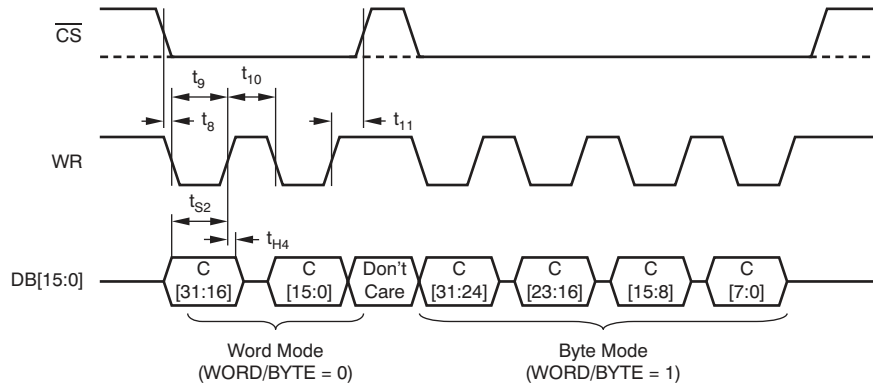 CS
t9
t10
t8
t11
WR
tS2
tH4
DB[15:0]
C
[31:16]
C
[15:0]
Don't
Care
C
[31:24]
C
[23:16]
C
[15:8]
C
[7:0]
Word Mode
(WORD/BYTE = 0)
Byte Mode
(WORD/BYTE = 1)